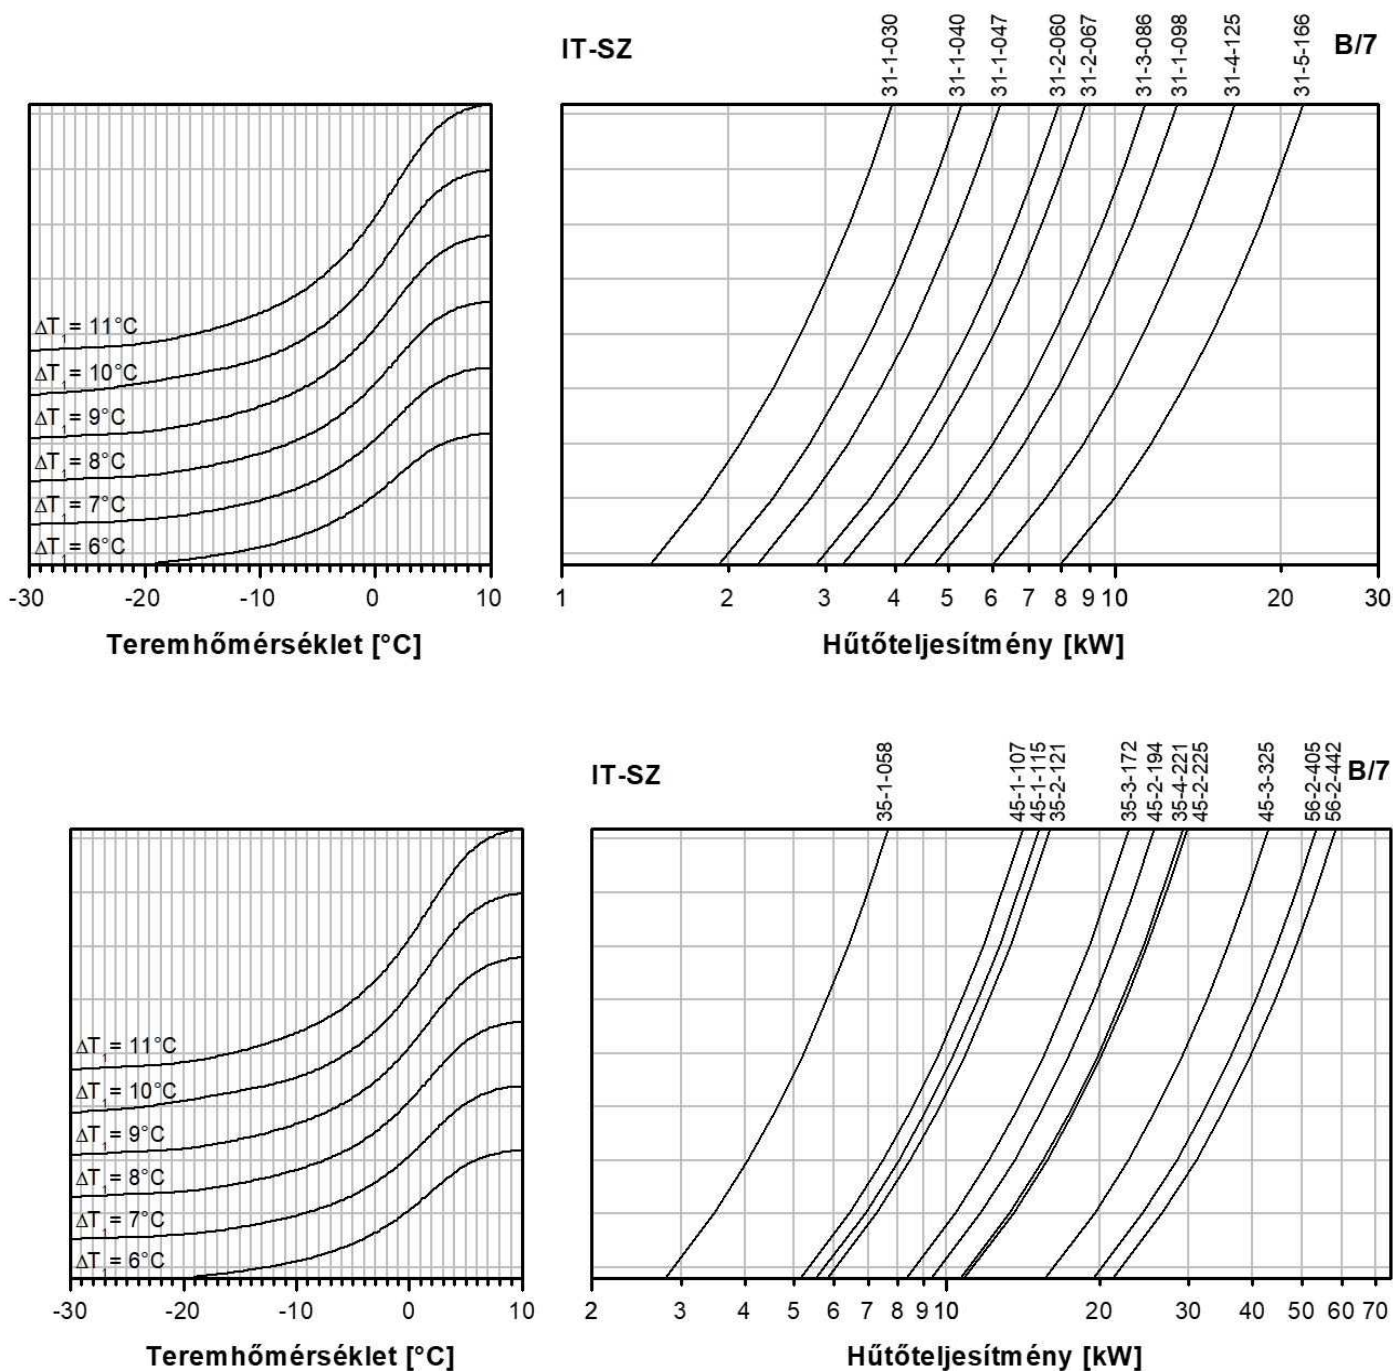 IT-SZ
31-1-030
31-1-040
31-1-047
31-2-060
31-2-067
31-3-086
31-1-098
31-4-125
31-5-166
B/7
ΔT1= 11°C
ΔT1= 10°C
ΔT1= 9°C
ΔT1= 8°C
ΔT1= 7°C
ΔT1= 6°C
-30 -20 -10 0 10
1 2 3 4 5 6 7 8 9 10 20 30
Teremhőmérséklet [°C]
Hűtőteljesítmény [kW]
IT-SZ
35-1-058
45-1-107
45-1-115
35-2-121
35-3-172
45-2-194
35-4-221
45-2-225
45-3-325
56-2-405
56-2-442
B/7
ΔT1= 11°C
ΔT1= 10°C
ΔT1= 9°C
ΔT1= 8°C
ΔT1= 7°C
ΔT1= 6°C
-30 -20 -10 0 10
2 3 4 5 6 7 8 9 10 20 30 40 50 60 70
Teremhőmérséklet [°C]
Hűtőteljesítmény [kW]